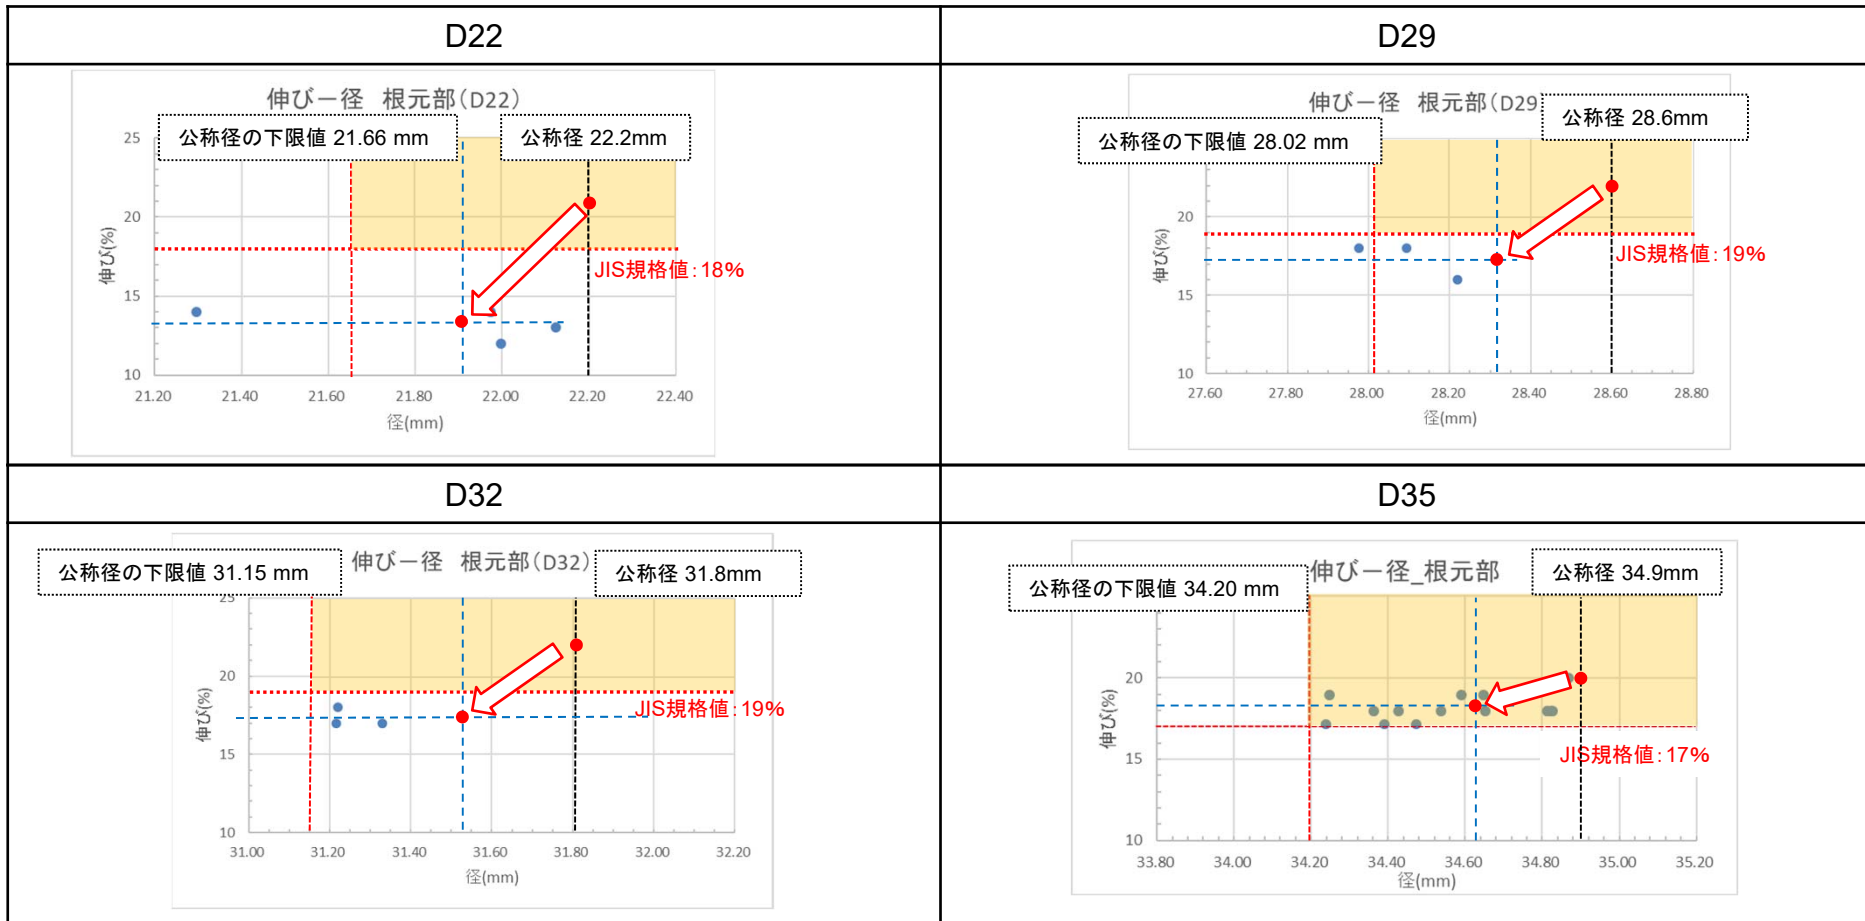 D22
D29
伸び－径　根元部(D22)
公称径の下限値 21.66 mm
公称径 22.2mm
25
20
15
10
伸び(%)
JIS規格値：18%
21.20 21.40 21.60 21.80 22.00 22.20 22.40
径(mm)
伸び－径　根元部(D29
公称径の下限値 28.02 mm
公称径 28.6mm
20
15
10
伸び(%)
JIS規格値：19%
27.60 27.80 28.00 28.20 28.40 28.60 28.80
径(mm)
D32
D35
伸び－径　根元部(D32)
公称径の下限値 31.15 mm
公称径 31.8mm
25
20
15
10
伸び(%)
JIS規格値：19%
31.00 31.20 31.40 31.60 31.80 32.00 32.20
径(mm)
伸び－径_根元部
公称径の下限値 34.20 mm
公称径 34.9mm
20
15
10
伸び(%)
JIS規格値：17%
33.80 34.00 34.20 34.40 34.60 34.80 35.00 35.20
径(mm)